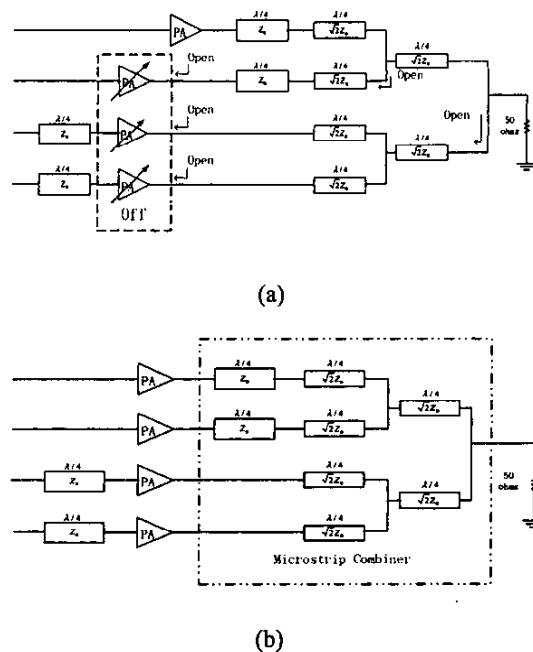 λ/4 λ/4
PA Z₀ √2Z₀ λ/4
√2Z₀
Open
λ/4 λ/4
PA Z₀ √2Z₀ Open
Open Open
λ/4 λ/4
Z₀ PA √2Z₀ λ/4
√2Z₀
50
ohms
Open
λ/4 λ/4
Z₀ PA √2Z₀
Off
(a)
λ/4 λ/4
PA Z₀ √2Z₀ λ/4
√2Z₀
λ/4 λ/4
PA Z₀ √2Z₀
λ/4 λ/4
Z₀ PA √2Z₀ λ/4
√2Z₀
50
ohms
λ/4 λ/4
Z₀ PA √2Z₀
Microstrip Combiner
(b)